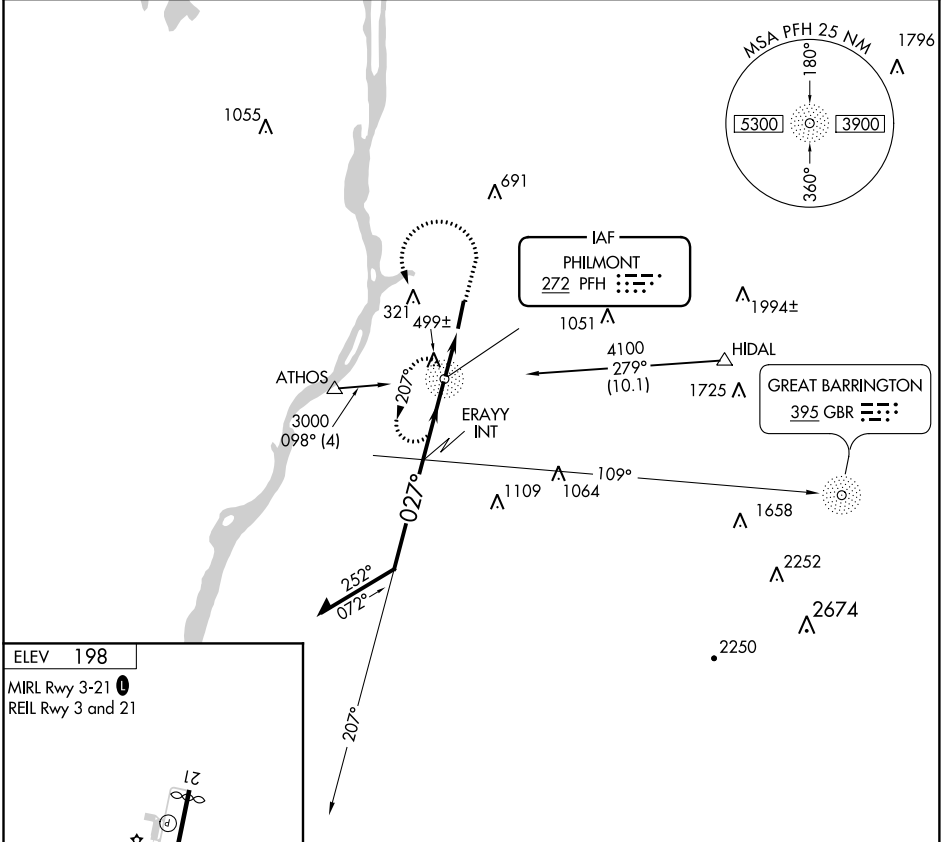 MSA PFH 25 NM
180°
5300
3900
360°
1796
1055
691
IAF
PHILMONT
272 PFH
321
499±
1051
1994±
ATHOS
3000
098° (4)
207°
4100
279°
(10.1)
HIDAL
1725
GREAT BARRINGTON
395 GBR
ERAYY
INT
027°
109°
1109
1064
1658
2252
2674
2250
252°
072°
207°
ELEV 198
MIRL Rwy 3-21 L
REIL Rwy 3 and 21
21
P